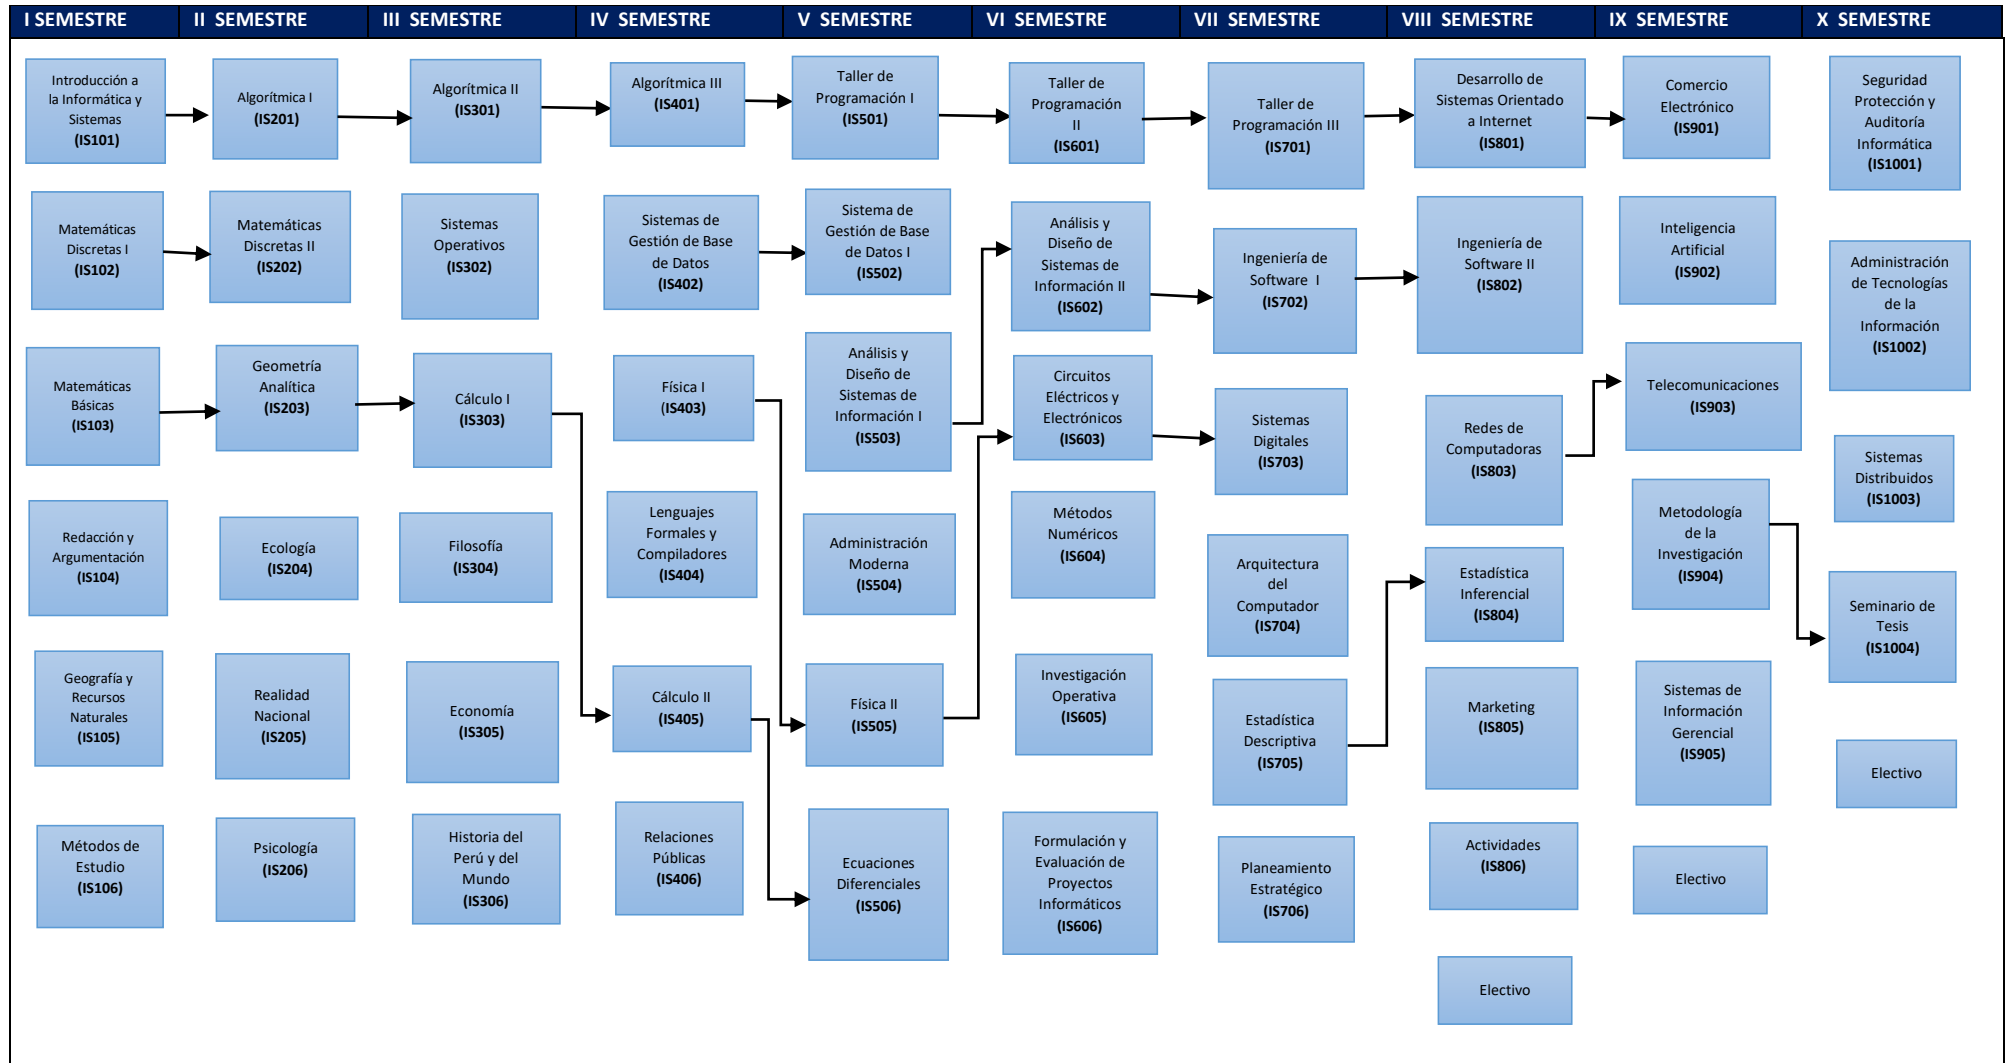 I SEMESTRE
II  SEMESTRE
III  SEMESTRE
IV  SEMESTRE
V  SEMESTRE
VI  SEMESTRE
VII  SEMESTRE
VIII  SEMESTRE
IX  SEMESTRE
X  SEMESTRE
Introducción a
la Informática y
Sistemas
(IS101)
Matemáticas
Discretas I
(IS102)
Matemáticas
Básicas
(IS103)
Redacción y
Argumentación
(IS104)
Geografía y
Recursos
Naturales
(IS105)
Métodos de
Estudio
(IS106)
Algorítmica I
(IS201)
Matemáticas
Discretas II
(IS202)
Geometría
Analítica
(IS203)
Ecología
(IS204)
Realidad
Nacional
(IS205)
Psicología
(IS206)
Algorítmica II
(IS301)
Sistemas
Operativos
(IS302)
Cálculo I
(IS303)
Filosofía
(IS304)
Economía
(IS305)
Historia del
Perú y del
Mundo
(IS306)
Algorítmica III
(IS401)
Sistemas de
Gestión de Base
de Datos
(IS402)
Física I
(IS403)
Lenguajes
Formales y
Compiladores
(IS404)
Cálculo II
(IS405)
Relaciones
Públicas
(IS406)
Taller de
Programación I
(IS501)
Sistema de
Gestión de Base
de Datos I
(IS502)
Análisis y
Diseño de
Sistemas de
Información I
(IS503)
Administración
Moderna
(IS504)
Física II
(IS505)
Ecuaciones
Diferenciales
(IS506)
Taller de
Programación
II
(IS601)
Análisis y
Diseño de
Sistemas de
Información II
(IS602)
Circuitos
Eléctricos y
Electrónicos
(IS603)
Métodos
Numéricos
(IS604)
Investigación
Operativa
(IS605)
Formulación y
Evaluación de
Proyectos
Informáticos
(IS606)
Taller de
Programación III
(IS701)
Ingeniería de
Software  I
(IS702)
Sistemas
Digitales
(IS703)
Arquitectura
del
Computador
(IS704)
Estadística
Descriptiva
(IS705)
Planeamiento
Estratégico
(IS706)
Desarrollo de
Sistemas Orientado
a Internet
(IS801)
Ingeniería de
Software II
(IS802)
Redes de
Computadoras
(IS803)
Estadística
Inferencial
(IS804)
Marketing
(IS805)
Actividades
(IS806)
Electivo
Comercio
Electrónico
(IS901)
Inteligencia
Artificial
(IS902)
Telecomunicaciones
(IS903)
Metodología
de la
Investigación
(IS904)
Sistemas de
Información
Gerencial
(IS905)
Electivo
Seguridad
Protección y
Auditoría
Informática
(IS1001)
Administración
de Tecnologías
de la
Información
(IS1002)
Sistemas
Distribuidos
(IS1003)
Seminario de
Tesis
(IS1004)
Electivo